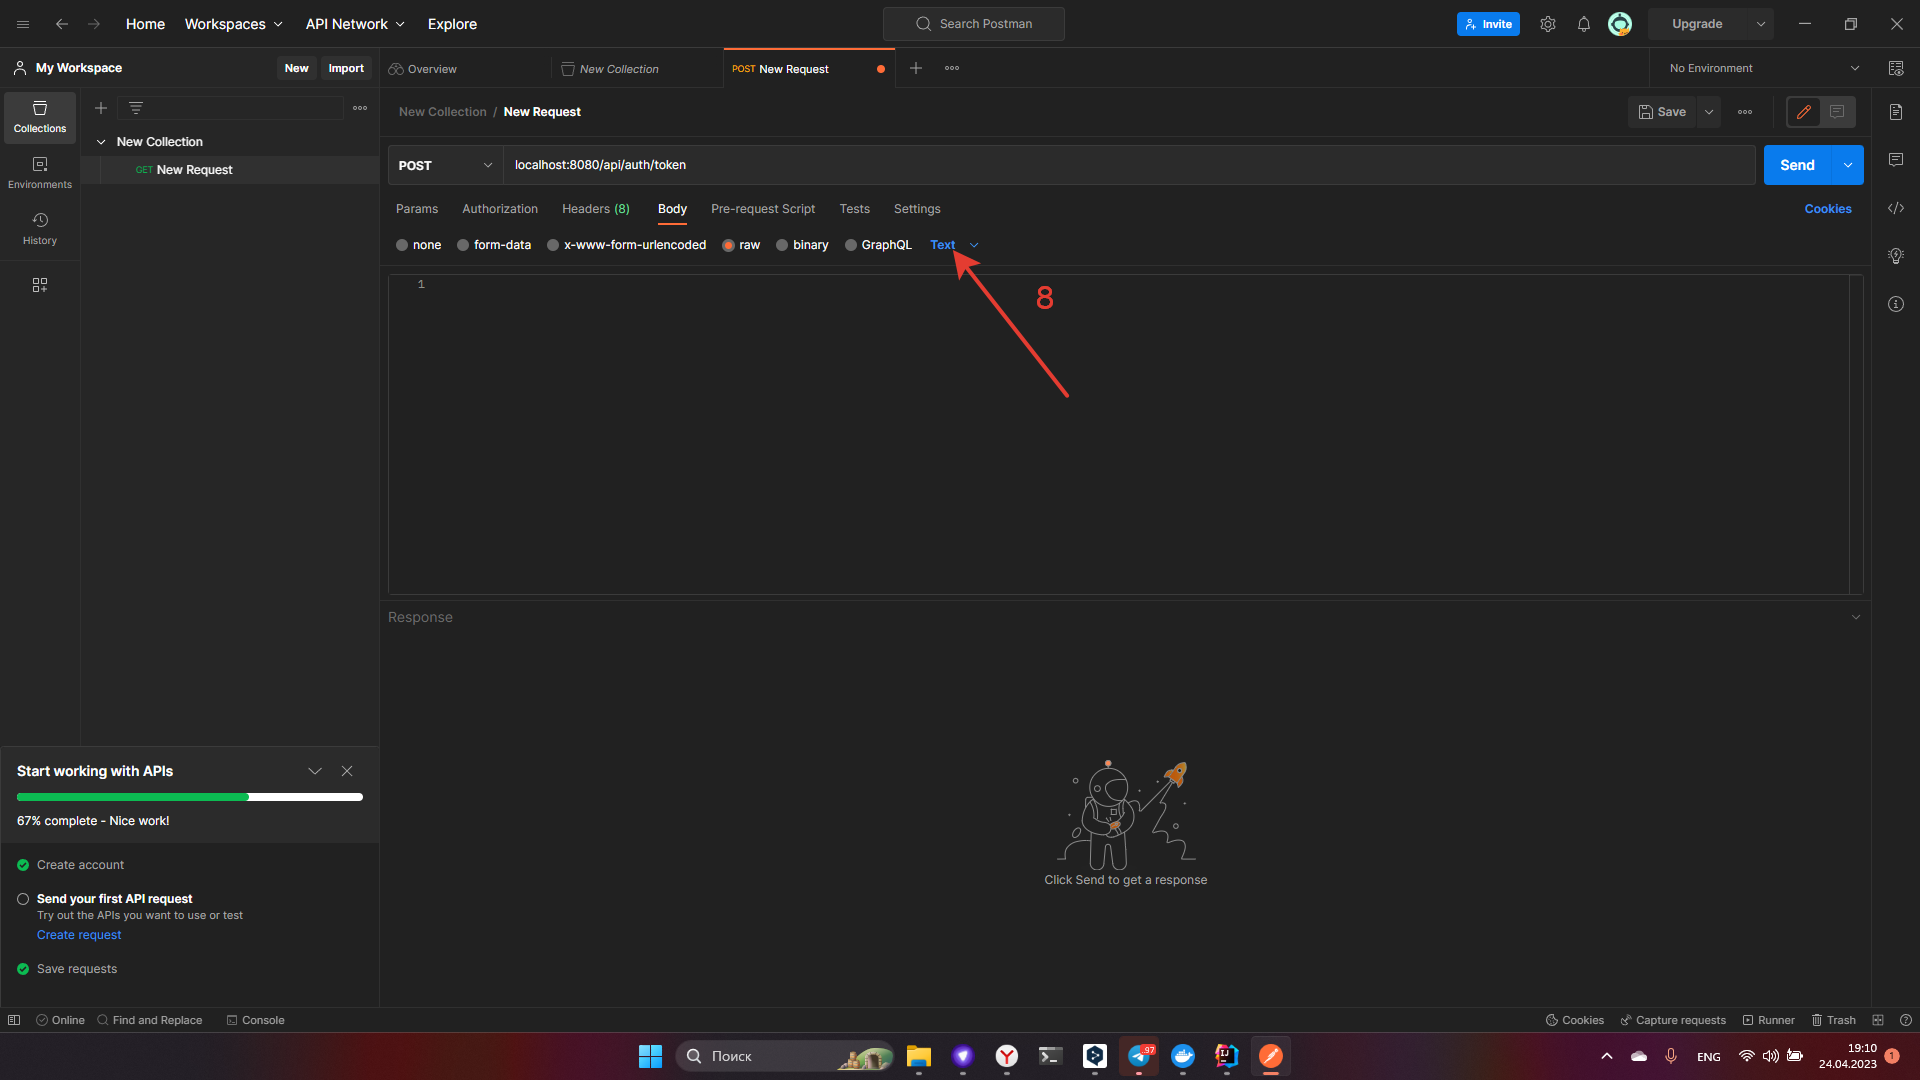 Home
Workspaces
API Network
Explore
Search Postman
Invite
Upgrade
My Workspace
New
Import
Overview
New Collection
POST New Request
No Environment
Collections
Environments
History
New Collection
GET New Request
New Collection / New Request
Save
POST
localhost:8080/api/auth/token
Send
Params
Authorization
Headers (8)
Body
Pre-request Script
Tests
Settings
Cookies
none
form-data
x-www-form-urlencoded
raw
binary
GraphQL
Text
1
8
Response
Click Send to get a response
Start working with APIs
67% complete - Nice work!
Create account
Send your first API request
Try out the APIs you want to use or test
Create request
Save requests
Online
Find and Replace
Console
Cookies
Capture requests
Runner
Trash
Поиск
97
ENG
19:10
24.04.2023
1